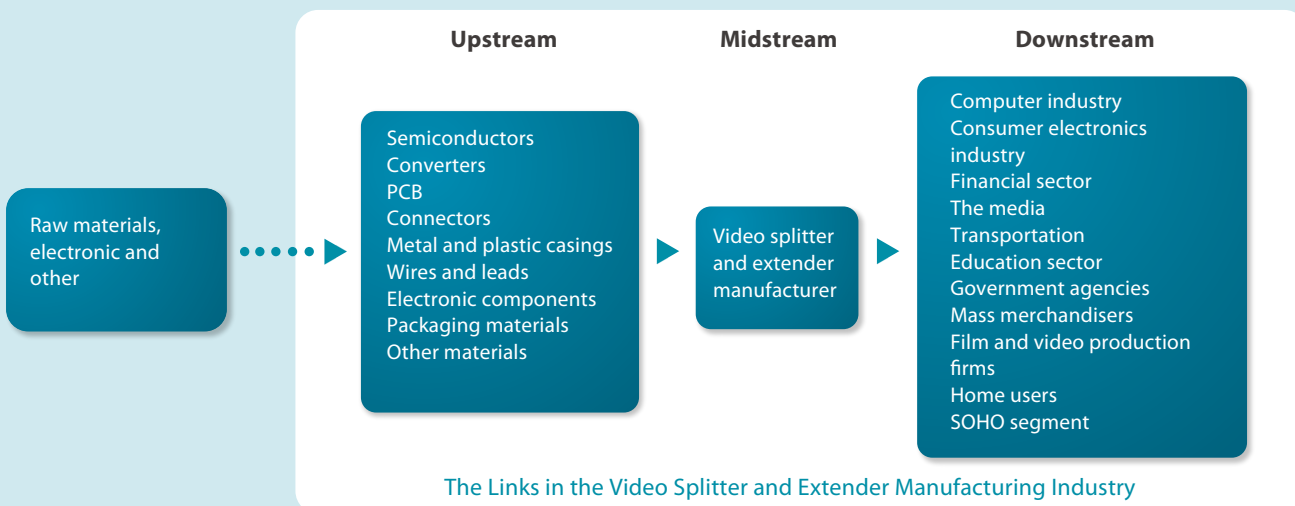 Upstream
Midstream
Downstream
Raw materials,
electronic and
other
Semiconductors
Converters
PCB
Connectors
Metal and plastic casings
Wires and leads
Electronic components
Packaging materials
Other materials
Video splitter
and extender
manufacturer
Computer industry
Consumer electronics
industry
Financial sector
The media
Transportation
Education sector
Government agencies
Mass merchandisers
Film and video production
firms
Home users
SOHO segment
The Links in the Video Splitter and Extender Manufacturing Industry